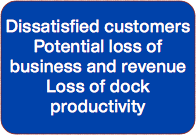 Dissatisfied customers
Potential loss of
business and revenue
Loss of dock
productivity